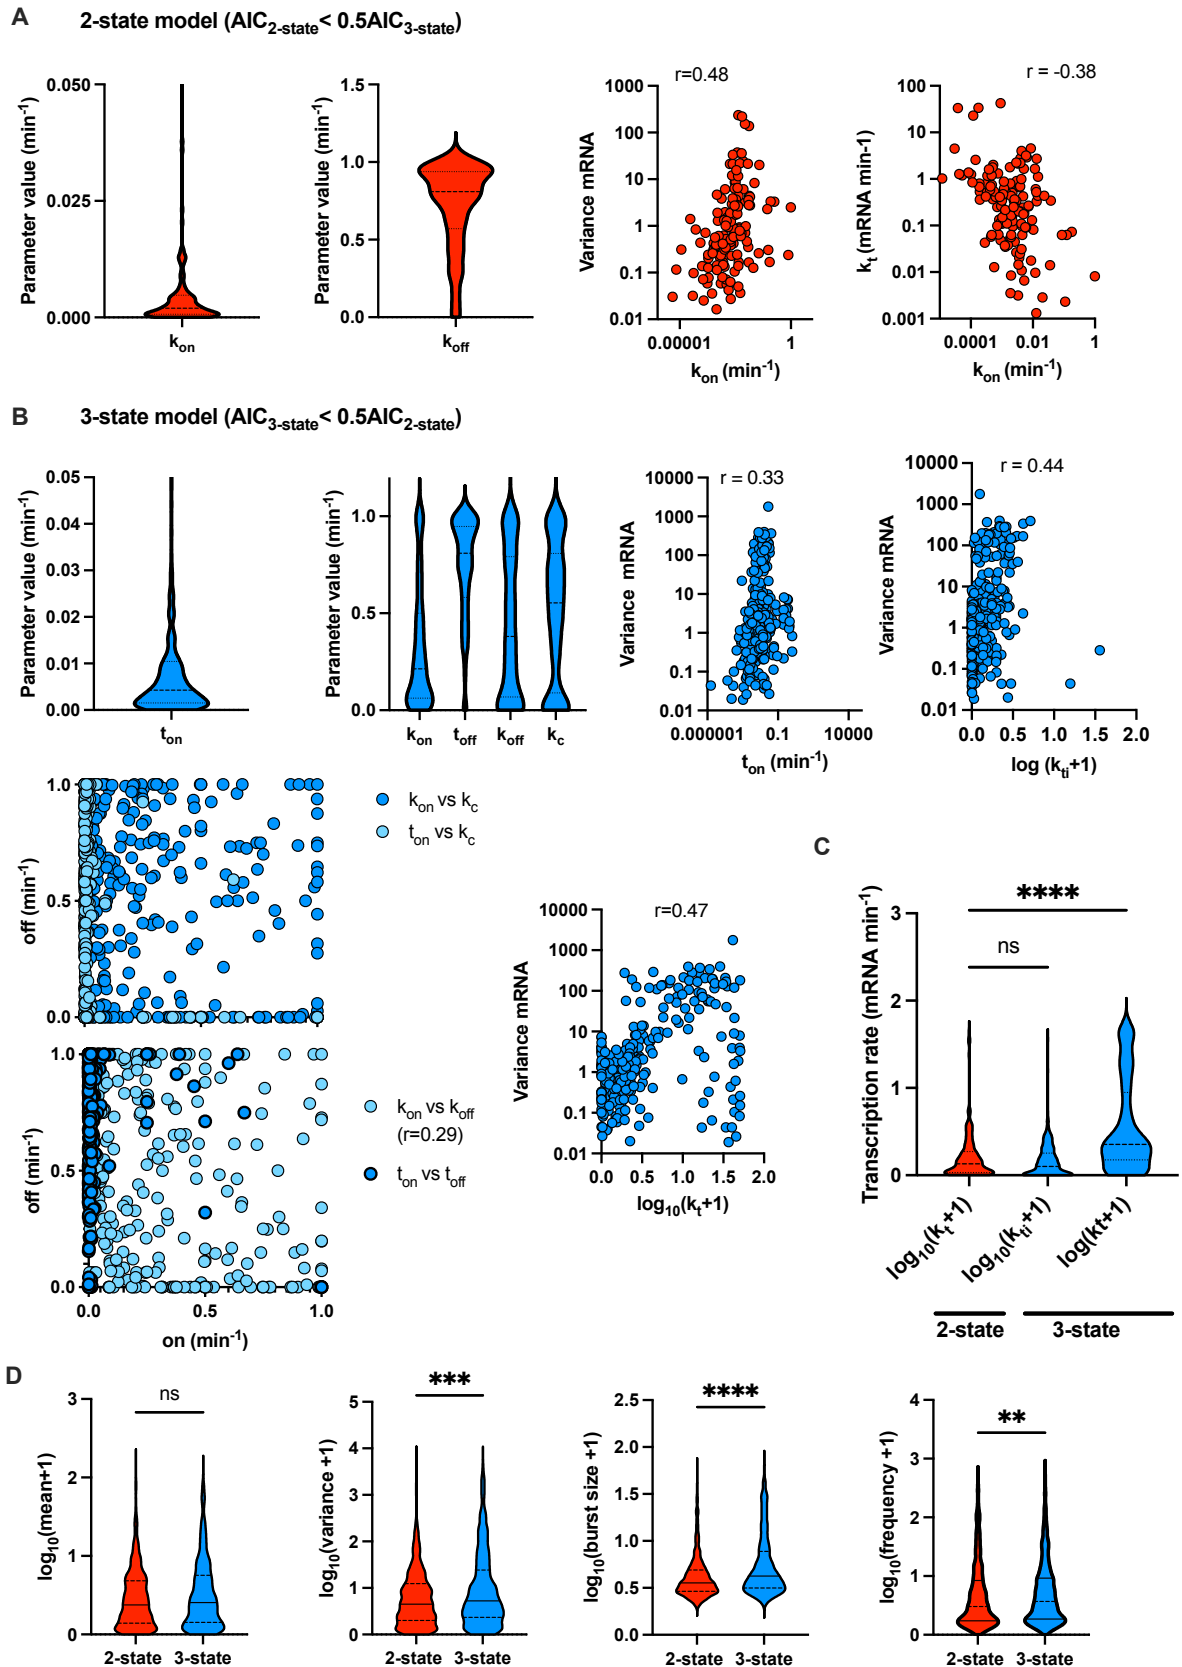 A
2-state model (AIC2-state< 0.5AIC3-state)
Parameter value (min-1)
0.050
0.025
0.000
kon
Parameter value (min-1)
1.5
1.0
0.5
0.0
koff
r=0.48
Variance mRNA
1000
100
10
1
0.1
0.01
0.00001
1
kon (min-1)
r = -0.38
kt (mRNA min-1)
100
10
1
0.1
0.01
0.001
0.0001
0.01
1
kon (min-1)
B
3-state model (AIC3-state< 0.5AIC2-state)
Parameter value (min-1)
0.05
0.04
0.03
0.02
0.01
0.00
ton
Parameter value (min-1)
1.0
0.5
0.0
kon
toff
koff
kc
r = 0.33
Variance mRNA
10000
1000
100
10
1
0.1
0.01
0.000001
0.1
10000
ton (min-1)
r = 0.44
Variance mRNA
10000
1000
100
10
1
0.1
0.01
0.0
0.5
1.0
1.5
2.0
log (kti+1)
off (min-1)
1.0
0.5
0.0
kon vs kc
ton vs kc
off (min-1)
1.0
0.5
1.0
0.0
0.5
1.0
on (min-1)
kon vs koff
(r=0.29)
ton vs toff
r=0.47
Variance mRNA
10000
1000
100
10
1
0.1
0.01
0.0
0.5
1.0
1.5
2.0
log10(kt+1)
C
Transcription rate (mRNA min-1)
3
2
1
0
****
ns
log10(kt+1)
log10(kti+1)
log(kt+1)
2-state
3-state
D
log10(mean+1)
3
2
1
0
ns
2-state
3-state
log10(variance +1)
5
4
3
2
1
0
***
2-state
3-state
log10(burst size +1)
2.5
2.0
1.5
1.0
0.5
0.0
****
2-state
3-state
log10(frequency +1)
4
3
2
1
0
**
2-state
3-state